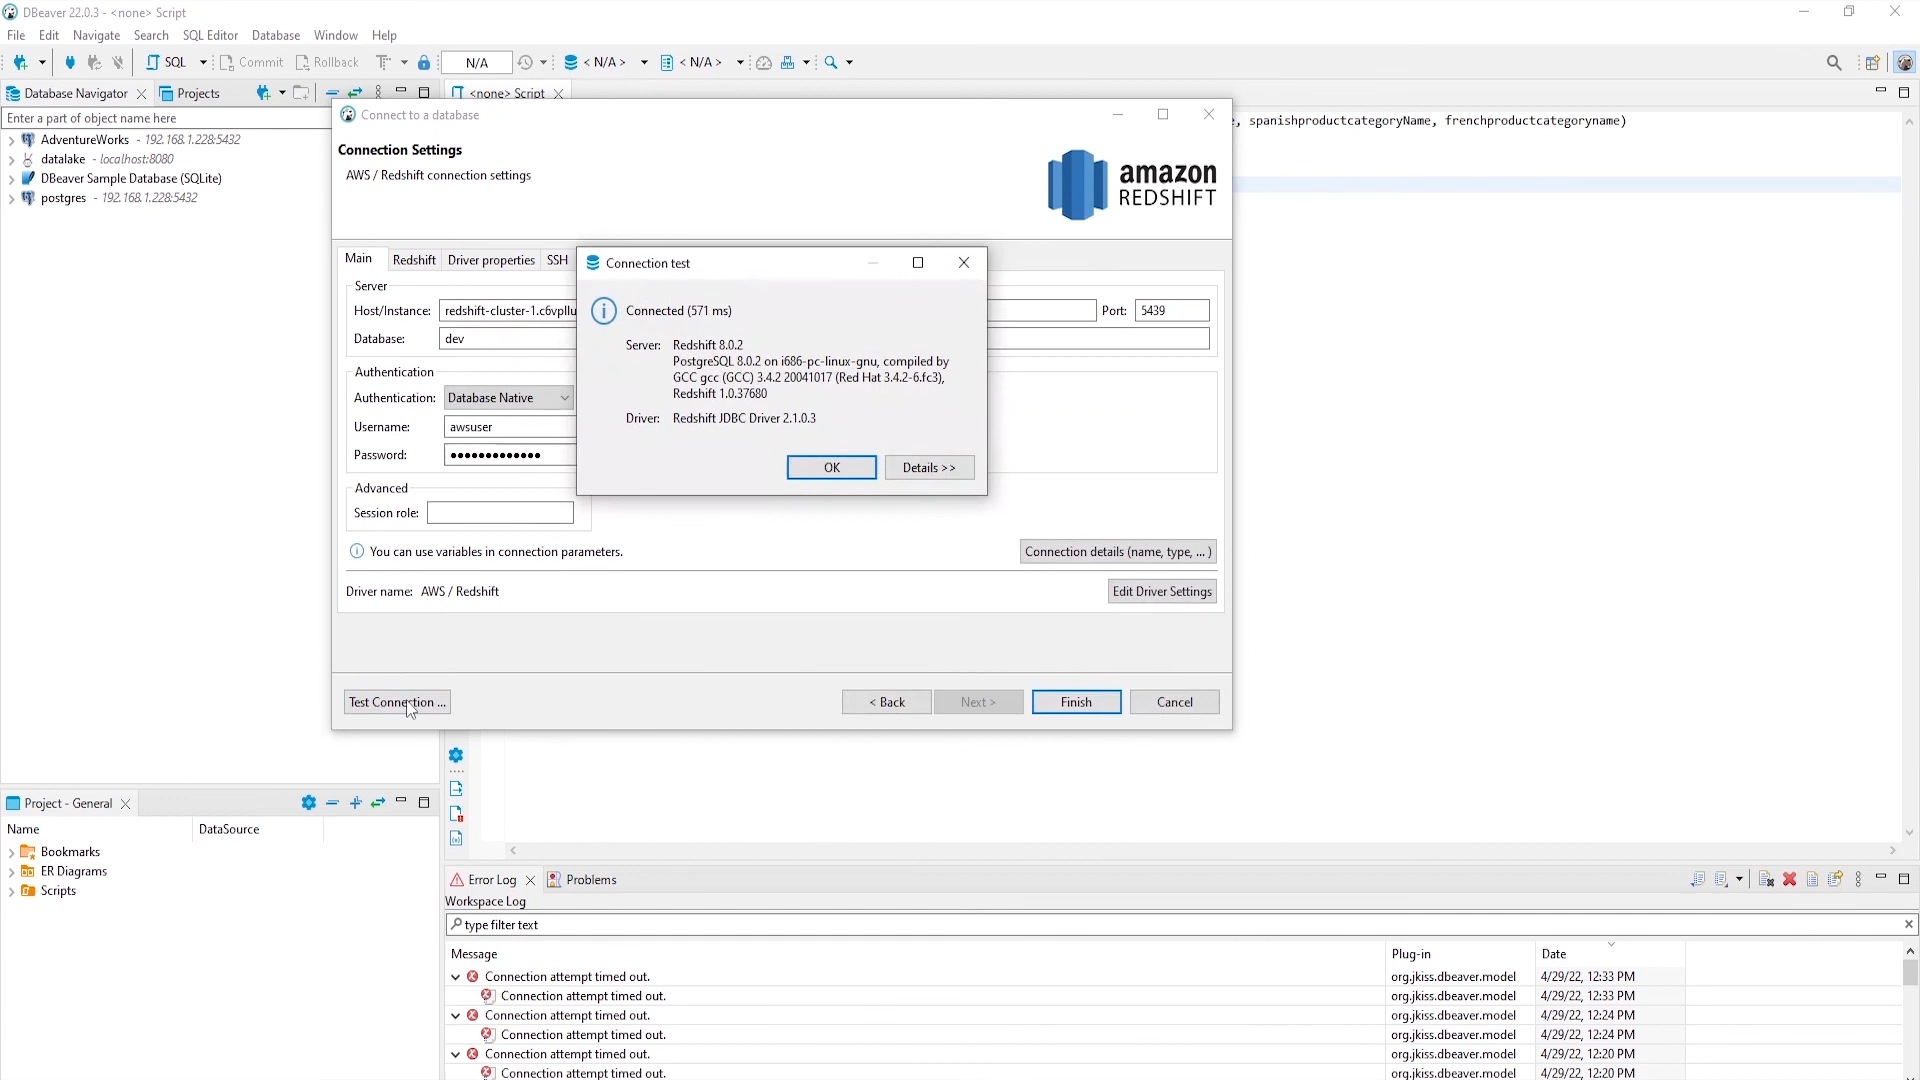 DBeaver 22.0.3 - <none> Script
File Edit Navigate Search SQL Editor Database Window Help
SQL Commit Rollback N/A < N/A > < N/A >
Database Navigator Projects <none> Script
Enter a part of object name here
AdventureWorks - 192.168.1.228:5432
datalake - localhost:8080
DBeaver Sample Database (SQLite)
postgres - 192.168.1.228:5432
, spanishproductcategoryName, frenchproductcategoryname)
Connect to a database
Connection Settings
AWS / Redshift connection settings
amazon
REDSHIFT
Main Redshift Driver properties SSH
Server
Host/Instance: redshift-cluster-1.c6vpllu Port: 5439
Database: dev
Authentication
Authentication: Database Native
Username: awsuser
Password: •••••••••••••
Advanced
Session role:
You can use variables in connection parameters.
Connection details (name, type, ... )
Driver name: AWS / Redshift
Edit Driver Settings
Test Connection ... < Back Next > Finish Cancel
Connection test
Connected (571 ms)
Server: Redshift 8.0.2
PostgreSQL 8.0.2 on i686-pc-linux-gnu, compiled by
GCC gcc (GCC) 3.4.2 20041017 (Red Hat 3.4.2-6.fc3),
Redshift 1.0.37680
Driver: Redshift JDBC Driver 2.1.0.3
OK Details >>
Project - General
Name DataSource
Bookmarks
ER Diagrams
Scripts
Error Log Problems
Workspace Log
type filter text
Message Plug-in Date
Connection attempt timed out. org.jkiss.dbeaver.model 4/29/22, 12:33 PM
Connection attempt timed out. org.jkiss.dbeaver.model 4/29/22, 12:33 PM
Connection attempt timed out. org.jkiss.dbeaver.model 4/29/22, 12:24 PM
Connection attempt timed out. org.jkiss.dbeaver.model 4/29/22, 12:24 PM
Connection attempt timed out. org.jkiss.dbeaver.model 4/29/22, 12:20 PM
Connection attempt timed out. org.jkiss.dbeaver.model 4/29/22, 12:20 PM